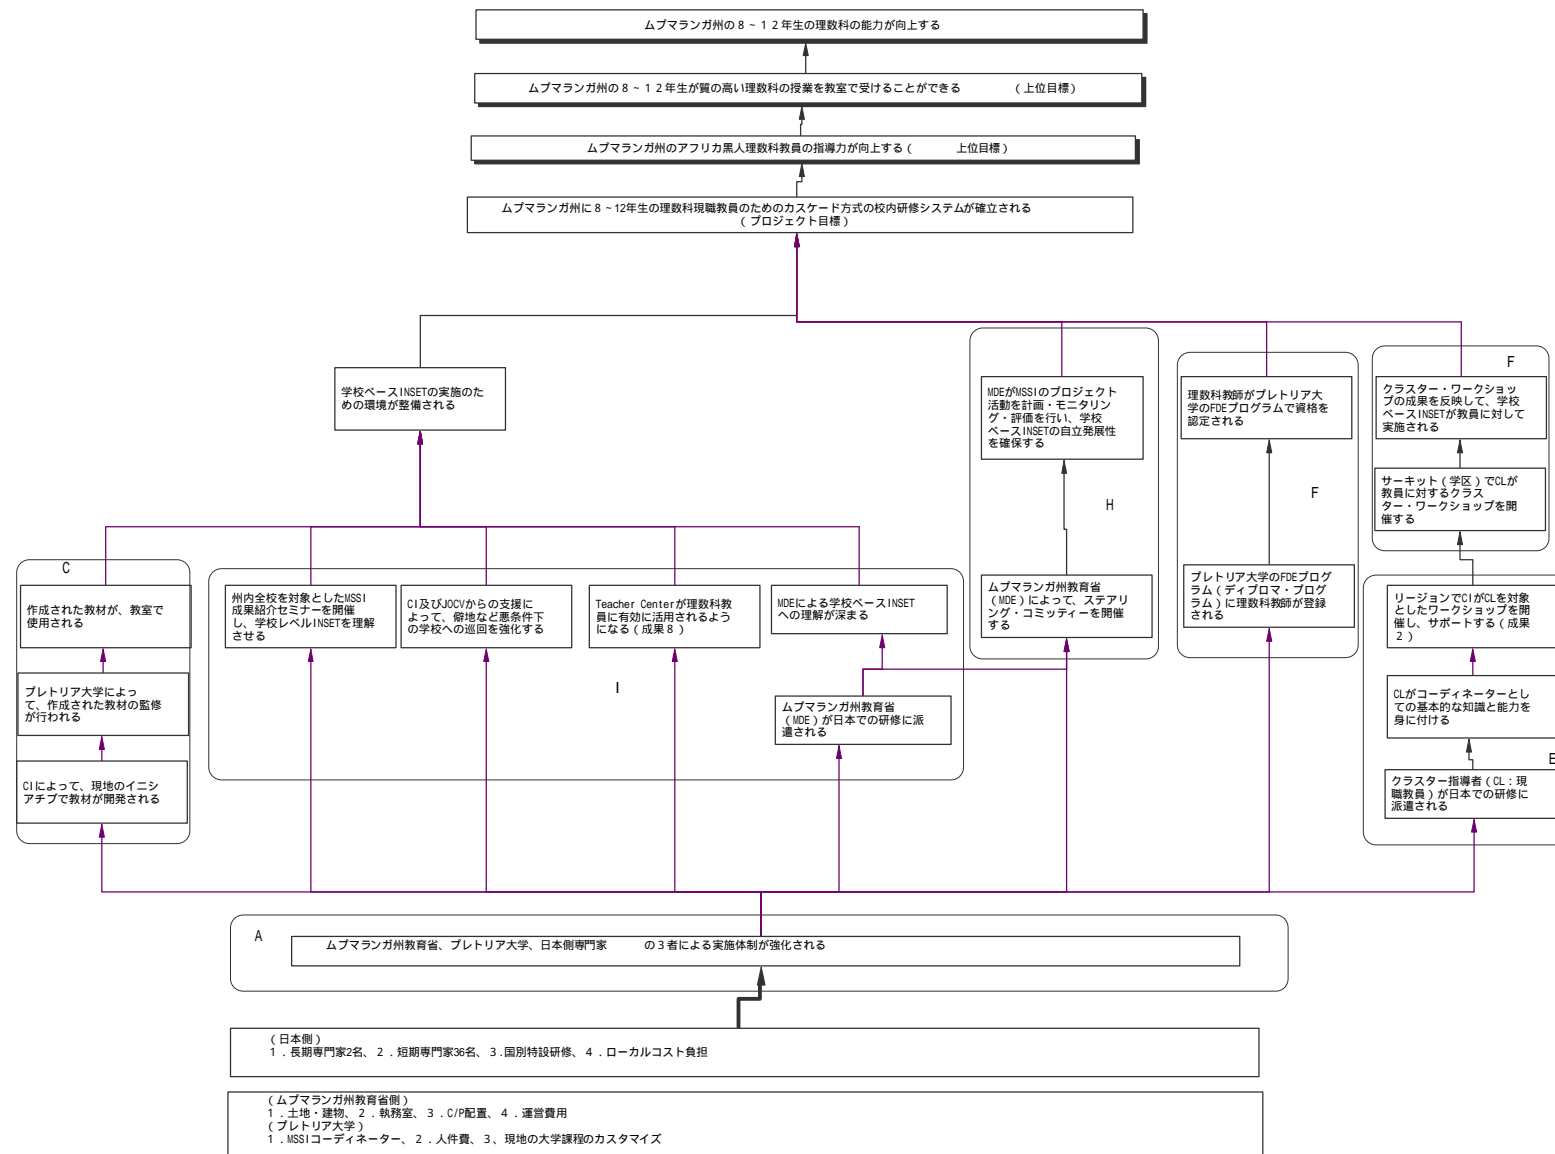 ムプマランガ州の８～１２年生の理数科の能力が向上する
ムプマランガ州の８～１２年生が質の高い理数科の授業を教室で受けることができる　　　　（上位目標）
ムプマランガ州のアフリカ黒人理数科教員の指導力が向上する（　　　上位目標）
ムプマランガ州に８～12年生の理数科現職教員のためのカスケード方式の校内研修システムが確立される
（プロジェクト目標）
学校ベースINSETの実施のた
めの環境が整備される
MDEがMSSIのプロジェクト
活動を計画・モニタリン
グ・評価を行い、学校
ベースINSETの自立発展性
を確保する
H
ムプマランガ州教育省
（MDE）によって、ステアリ
ング・コミッティーを開催
する
理数科教師がプレトリア大
学のFDEプログラムで資格を
認定される
F
プレトリア大学のFDEプログ
ラム（ディプロマ・プログ
ラム）に理数科教師が登録
される
F
クラスター・ワークショッ
プの成果を反映して、学校
ベースINSETが教員に対して
実施される
サーキット（学区）でCLが
教員に対するクラス
ター・ワークショップを開
催する
リージョンでCIがCLを対象
としたワークショップを開
催し、サポートする（成果
２）
CLがコーディネーターとし
ての基本的な知識と能力を
身に付ける
E
クラスター指導者（CL：現
職教員）が日本での研修に
派遣される
C
作成された教材が、教室で
使用される
プレトリア大学によっ
て、作成された教材の監修
が行われる
CIによって、現地のイニシ
アチブで教材が開発される
州内全校を対象としたMSSI
成果紹介セミナーを開催
し、学校レベルINSETを理解
させる
CI及びJOCVからの支援に
よって、僻地など悪条件下
の学校への巡回を強化する
Teacher Centerが理数科教
員に有効に活用されるよう
になる（成果８）
MDEによる学校ベースINSET
への理解が深まる
I
ムプマランガ州教育省
（MDE）が日本での研修に派
遣される
A
ムプマランガ州教育省、プレトリア大学、日本側専門家　　　の３者による実施体制が強化される
（日本側）
１．長期専門家2名、２．短期専門家36名、３.国別特設研修、４．ローカルコスト負担
（ムプマランガ州教育省側）
１．土地・建物、２．執務室、３．C/P配置、４．運営費用
（プレトリア大学）
１．MSSIコーディネーター、２．人件費、３、現地の大学課程のカスタマイズ